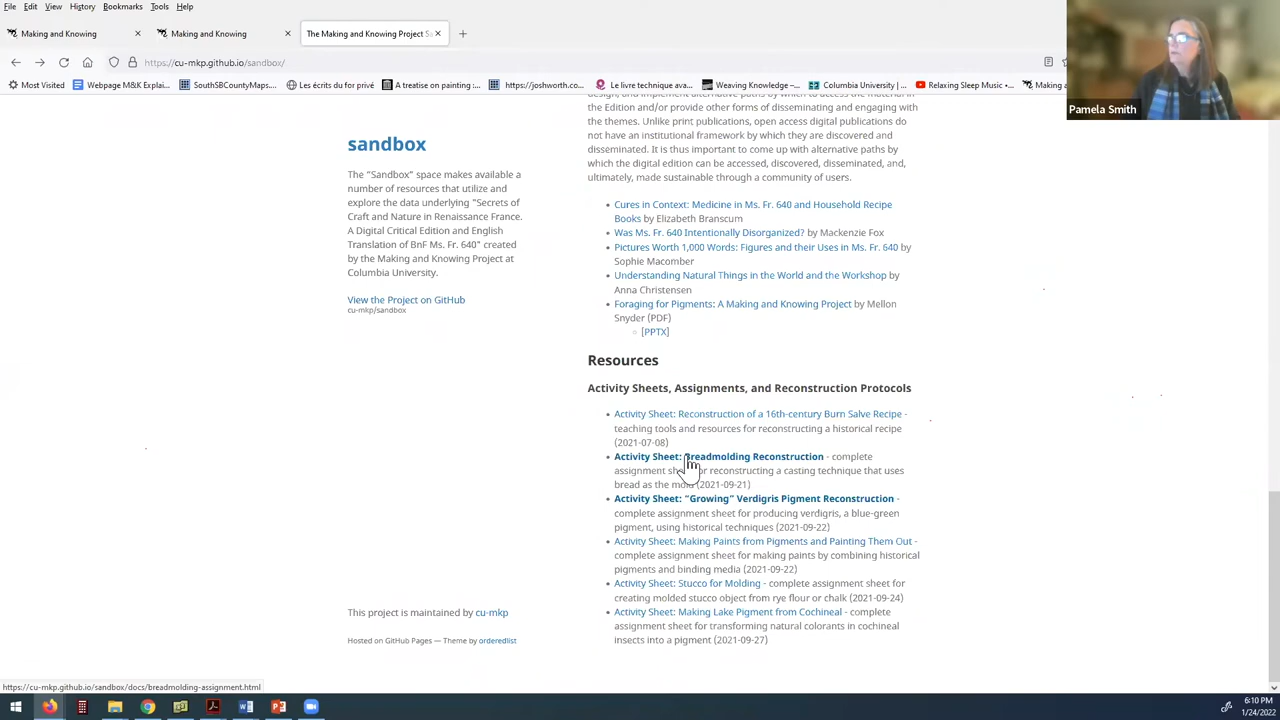 File Edit View History Bookmarks Tools Help
Making and Knowing
Making and Knowing
The Making and Knowing Project S
https://cu-mkp.github.io/sandbox/
Most Visited Webpage M&K Explai... SouthSBCountyMaps... Les écrits du for privé A treatise on painting :... https://joshworth.co... Le livre technique ava... Weaving Knowledge –... Columbia University |... Relaxing Sleep Music •... Making a
Pamela Smith
the Edition and/or provide other forms of disseminating and engaging with
the themes. Unlike print publications, open access digital publications do
not have an institutional framework by which they are discovered and
disseminated. It is thus important to come up with alternative paths by
which the digital edition can be accessed, discovered, disseminated, and,
ultimately, made sustainable through a community of users.
sandbox
The "Sandbox" space makes available a
number of resources that utilize and
explore the data underlying "Secrets of
Craft and Nature in Renaissance France.
A Digital Critical Edition and English
Translation of BnF Ms. Fr. 640" created
by the Making and Knowing Project at
Columbia University.
View the Project on GitHub
cu-mkp/sandbox
Cures in Context: Medicine in Ms. Fr. 640 and Household Recipe
Books by Elizabeth Branscum
Was Ms. Fr. 640 Intentionally Disorganized? by Mackenzie Fox
Pictures Worth 1,000 Words: Figures and their Uses in Ms. Fr. 640 by
Sophie Macomber
Understanding Natural Things in the World and the Workshop by
Anna Christensen
Foraging for Pigments: A Making and Knowing Project by Mellon
Snyder (PDF)
[PPTX]
Resources
Activity Sheets, Assignments, and Reconstruction Protocols
Activity Sheet: Reconstruction of a 16th-century Burn Salve Recipe -
teaching tools and resources for reconstructing a historical recipe
(2021-07-08)
Activity Sheet: Breadmolding Reconstruction - complete
assignment for reconstructing a casting technique that uses
bread as the mold (2021-09-21)
Activity Sheet: "Growing" Verdigris Pigment Reconstruction -
complete assignment sheet for producing verdigris, a blue-green
pigment, using historical techniques (2021-09-22)
Activity Sheet: Making Paints from Pigments and Painting Them Out -
complete assignment sheet for making paints by combining historical
pigments and binding media (2021-09-22)
Activity Sheet: Stucco for Molding - complete assignment sheet for
creating molded stucco object from rye flour or chalk (2021-09-24)
Activity Sheet: Making Lake Pigment from Cochineal - complete
assignment sheet for transforming natural colorants in cochineal
insects into a pigment (2021-09-27)
This project is maintained by cu-mkp
Hosted on GitHub Pages — Theme by orderedlist
https://cu-mkp.github.io/sandbox/docs/breadmolding-assignment.html
6:10 PM
1/24/2022